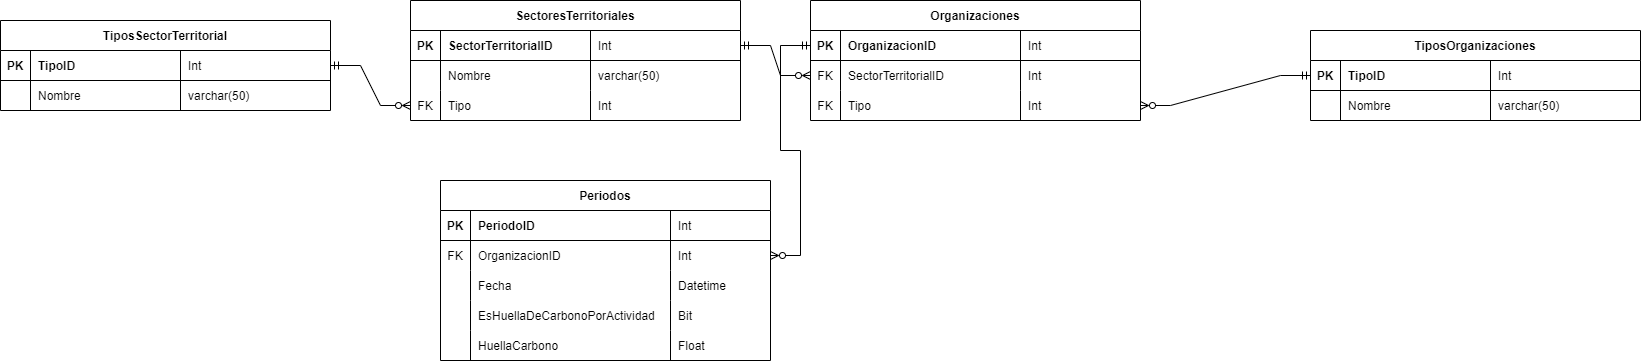 TiposSectorTerritorial
PK TipoID Int
Nombre varchar(50)
SectoresTerritoriales
PK SectorTerritorialID Int
Nombre varchar(50)
FK Tipo Int
Organizaciones
PK OrganizacionID Int
FK SectorTerritorialID Int
FK Tipo Int
TiposOrganizaciones
PK TipoID Int
Nombre varchar(50)
Periodos
PK PeriodoID Int
FK OrganizacionID Int
Fecha Datetime
EsHuellaDeCarbonoPorActividad Bit
HuellaCarbono Float